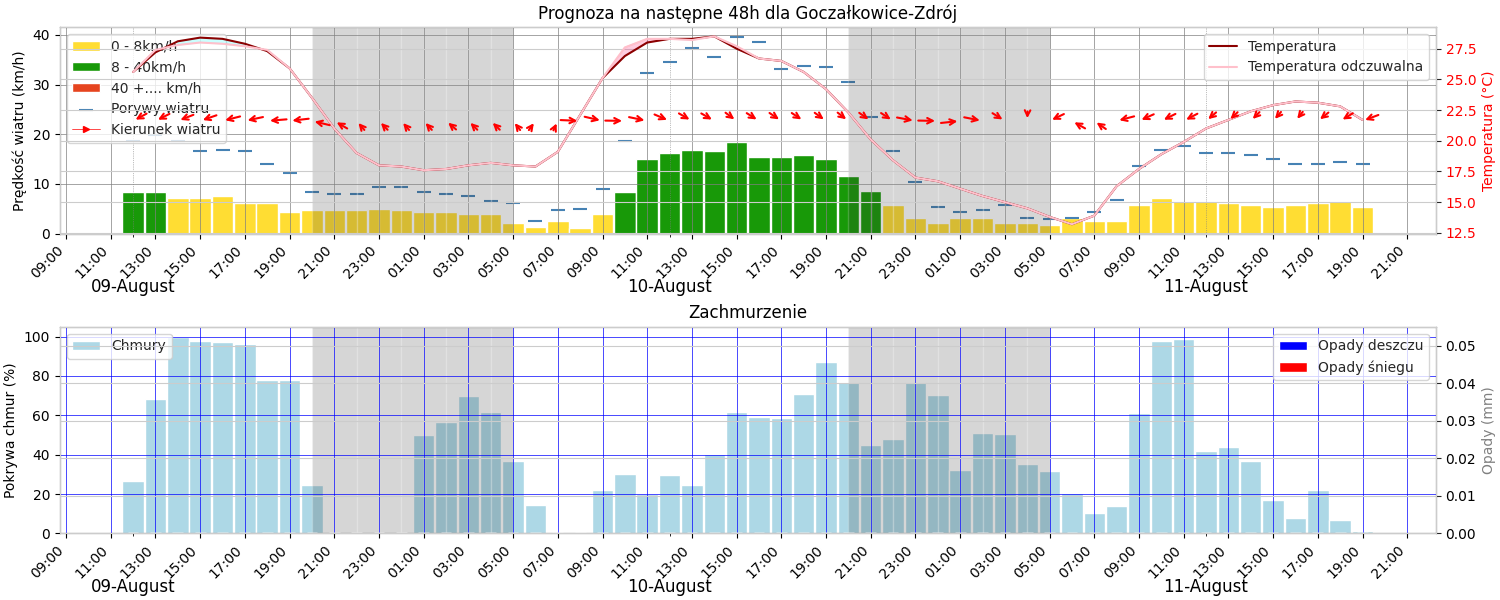 Prognoza na następne 48h dla Goczałkowice-Zdrój
Prędkość wiatru (km/h)
40
30
20
10
0
0 - 8km/h
8 - 40km/h
40 +.... km/h
Porywy wiatru
Kierunek wiatru
Temperatura
Temperatura odczuwalna
27.5
25.0
22.5
20.0
17.5
15.0
12.5
Temperatura (°C)
09:00 11:00 13:00 15:00 17:00 19:00 21:00 23:00 01:00 03:00 05:00 07:00 09:00 11:00 13:00 15:00 17:00 19:00 21:00 23:00 01:00 03:00 05:00 07:00 09:00 11:00 13:00 15:00 17:00 19:00 21:00
09-August 10-August 11-August
Zachmurzenie
Pokrywa chmur (%)
100
80
60
40
20
0
Chmury
Opady deszczu
Opady śniegu
0.05
0.04
0.03
0.02
0.01
0.00
Opady (mm)
09:00 11:00 13:00 15:00 17:00 19:00 21:00 23:00 01:00 03:00 05:00 07:00 09:00 11:00 13:00 15:00 17:00 19:00 21:00 23:00 01:00 03:00 05:00 07:00 09:00 11:00 13:00 15:00 17:00 19:00 21:00
09-August 10-August 11-August